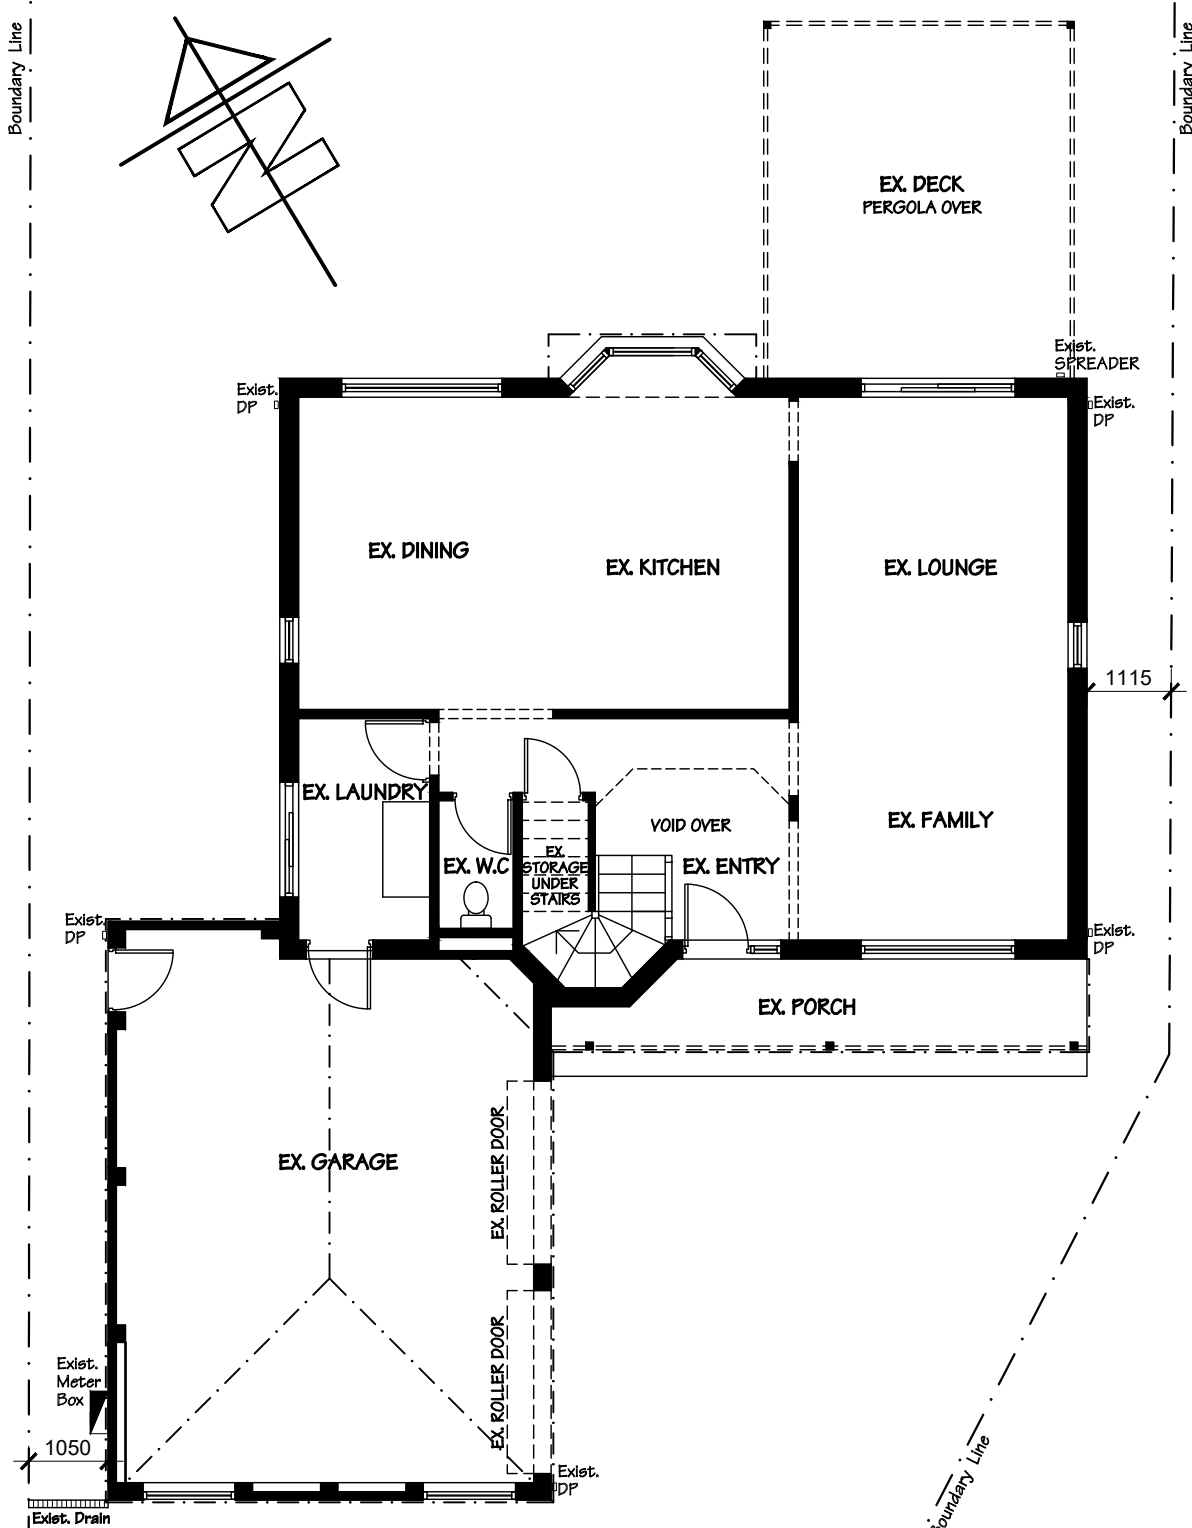 Boundary Line
Boundary Line
N
EX. DECK
PERGOLA OVER
Exist.
SPREADER
Exist.
DP
Exist.
DP
EX. DINING
EX. KITCHEN
EX. LOUNGE
1115
EX. LAUNDRY
VOID OVER
EX. FAMILY
EX. W.C
EX.
STORAGE
UNDER
STAIRS
EX. ENTRY
Exist.
DP
Exist.
DP
EX. PORCH
EX. GARAGE
EX. ROLLER DOOR
EX. ROLLER DOOR
Exist.
Meter
Box
1050
Exist.
DP
Exist. Drain
Boundary Line